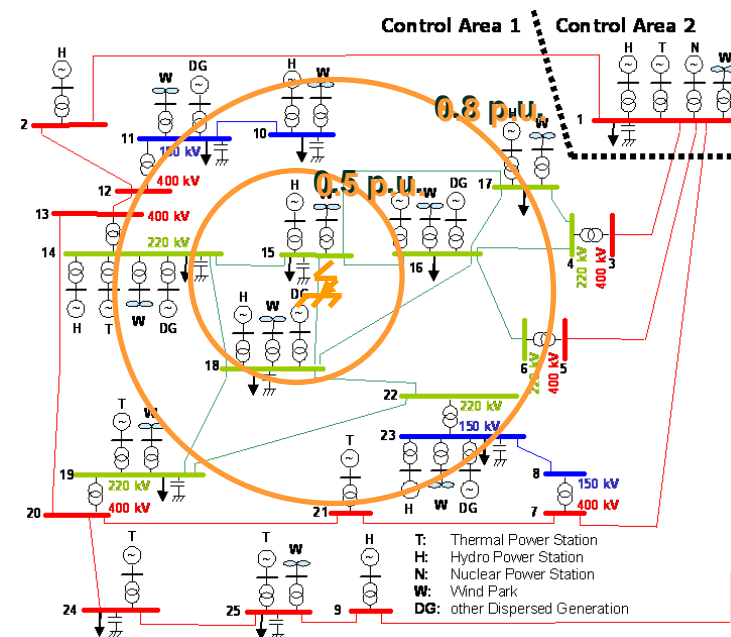 Control Area 1
Control Area 2
H
T
N
W
1
H
2
W
DG
11
150 kV
H
W
10
0.8 p.u.
12
400 kV
13
400 kV
14
220 kV
H
T
W
DG
0.5 p.u.
H
W
15
W
DG
16
H
W
17
4
3
220 kV
400 kV
H
W
DG
18
6
5
220 kV
400 kV
22
220 kV
23
150 kV
H
W
DG
T
W
19
220 kV
20
400 kV
T
21
8
150 kV
7
400 kV
T
24
T
W
25
H
9
T: Thermal Power Station
H: Hydro Power Station
N: Nuclear Power Station
W: Wind Park
DG: other Dispersed Generation